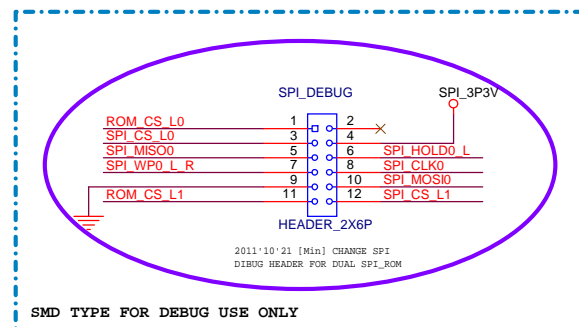 SPI_DEBUG
SPI_3P3V
ROM_CS_L0 1 2
SPI_CS_L0 3 4
SPI_MISO0 5 6 SPI_HOLD0_L
SPI_WP0_L_R 7 8 SPI_CLK0
9 10 SPI_MOSI0
ROM_CS_L1 11 12 SPI_CS_L1
HEADER_2X6P
2011'10'21 [Min] CHANGE SPI
DIBUG HEADER FOR DUAL SPI_ROM
SMD TYPE FOR DEBUG USE ONLY